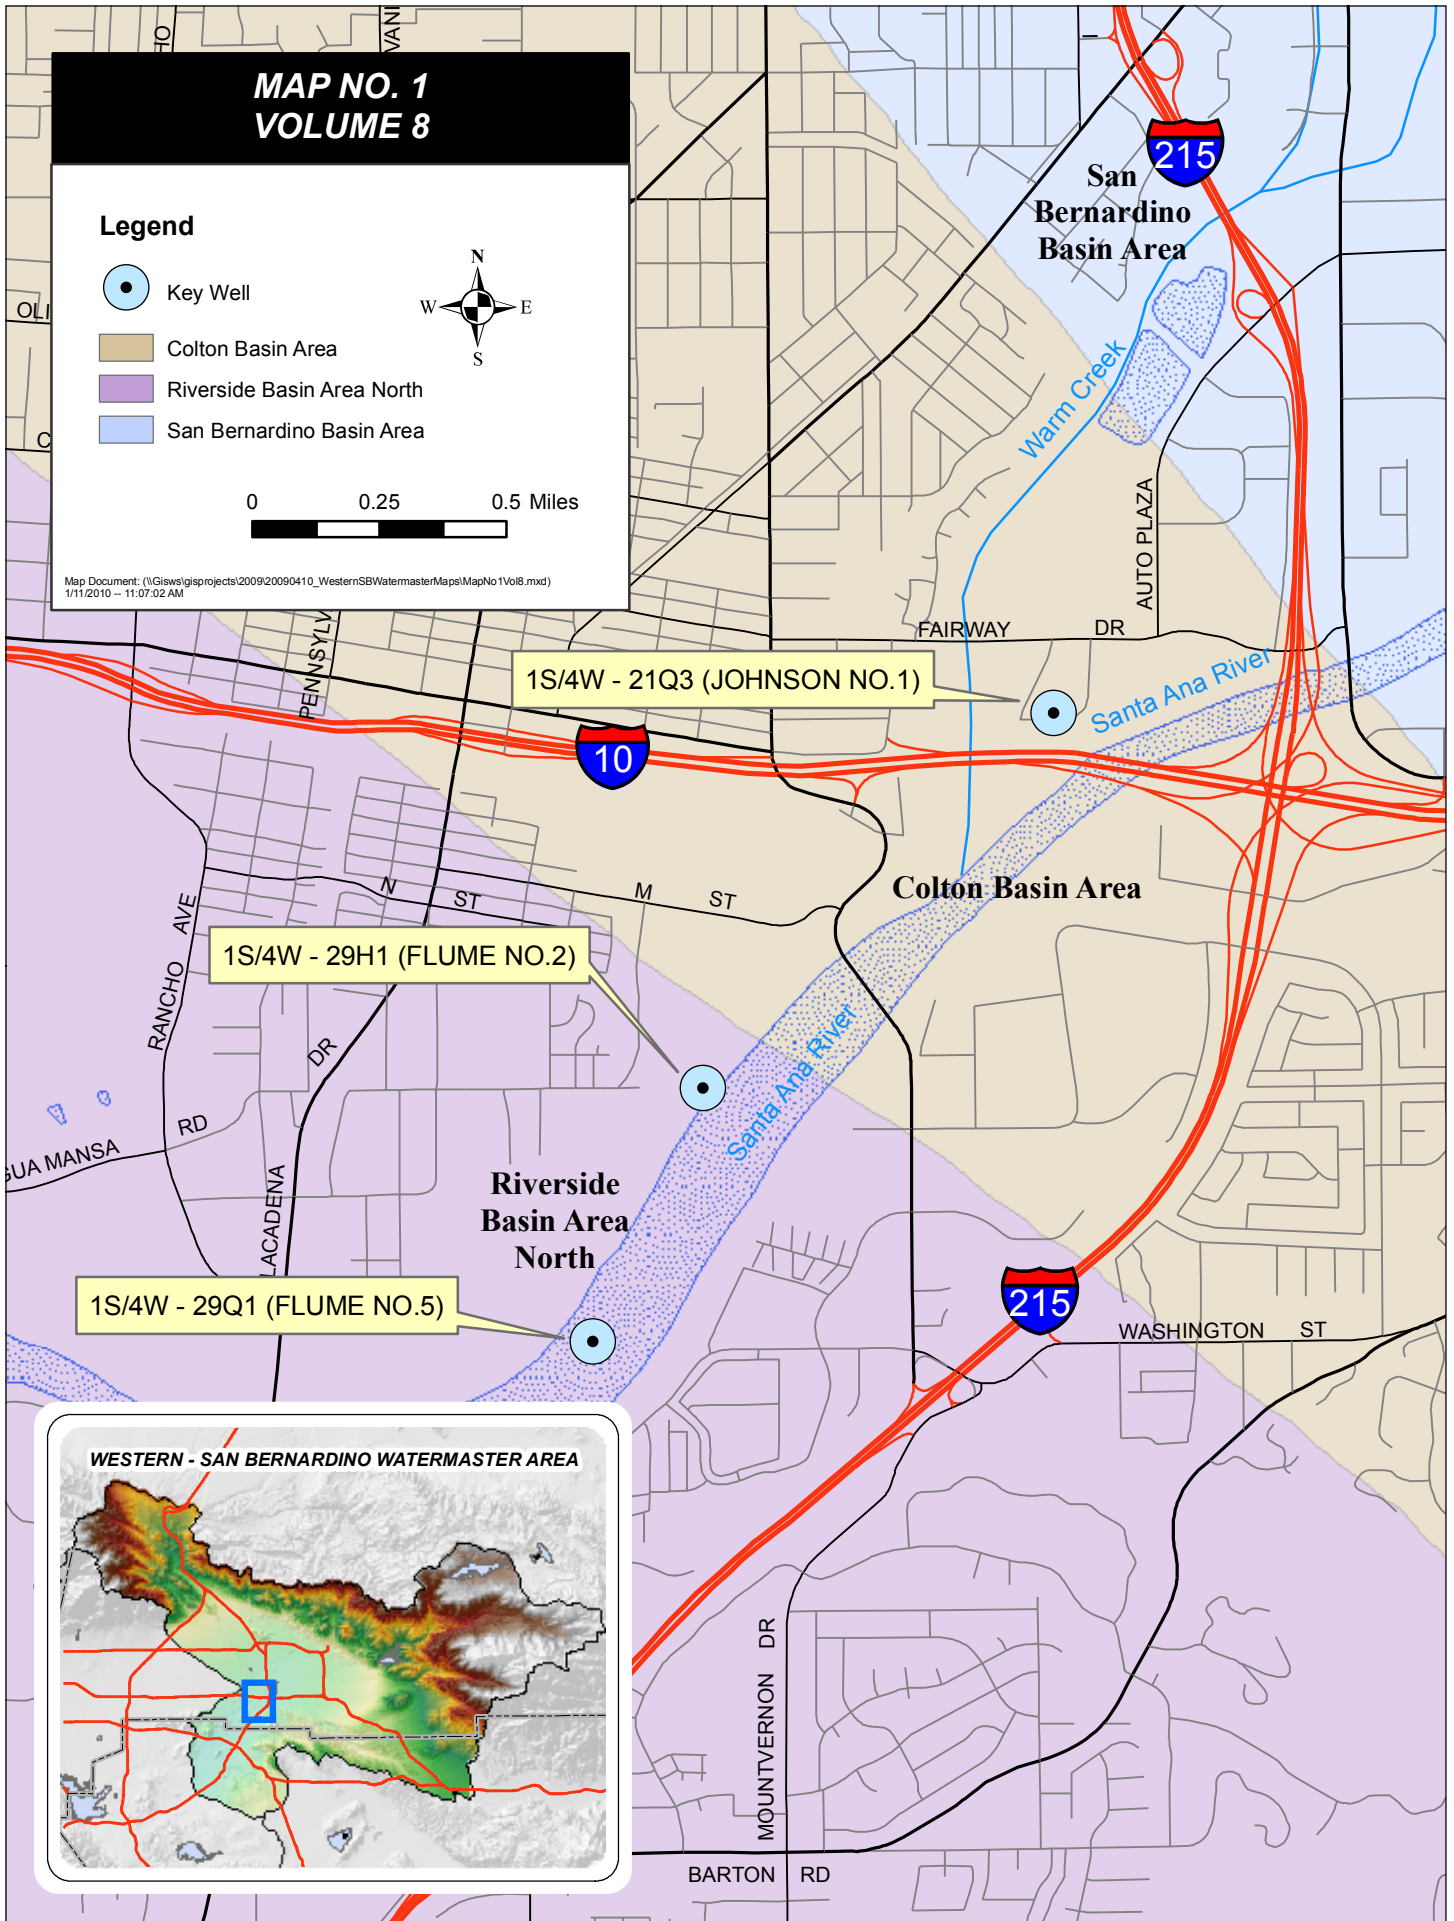 HO
VANI
MAP NO. 1
VOLUME 8
Legend
Key Well
Colton Basin Area
Riverside Basin Area North
San Bernardino Basin Area
N
W
E
S
0 0.25 0.5 Miles
Map Document: (\\Gisws\gisprojects\2009\20090410_WesternSBWatermasterMaps\MapNo1Vol8.mxd)
1/11/2010 -- 11:07:02 AM
OLI
C
215
San
Bernardino
Basin Area
Warm Creek
AUTO PLAZA
FAIRWAY DR
PENNSYLV
1S/4W - 21Q3 (JOHNSON NO.1)
Santa Ana River
10
Colton Basin Area
N ST
M ST
RANCHO AVE
1S/4W - 29H1 (FLUME NO.2)
Santa Ana River
DR
GUA MANSA RD
LACADENA
Riverside
Basin Area
North
1S/4W - 29Q1 (FLUME NO.5)
215
WASHINGTON ST
WESTERN - SAN BERNARDINO WATERMASTER AREA
MOUNTVERNON DR
BARTON RD